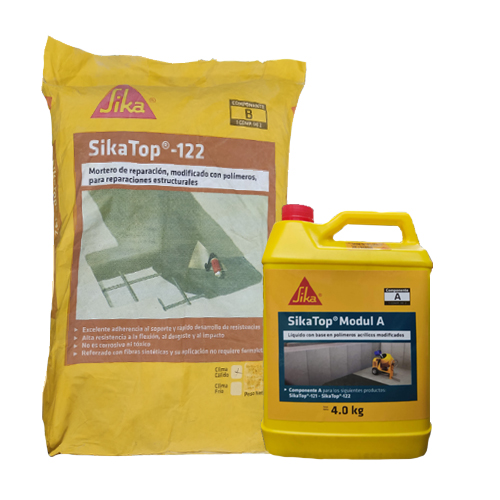 Sika
COMPONENTE
B
SikaTop®-122
Mortero de reparación, modificado con polímeros,
para reparaciones estructurales
• Excelente adherencia al soporte y rápido desarrollo de resistencias
• Alta resistencia a la flexión, al desgaste y al impacto
• No es corrosivo ni tóxico
• Reforzado con fibras sintéticas y su aplicación no requiere
Clima
Cálido
Clima
Frío
Peso
Sika
Componente
A
SikaTop® Modul A
Líquido con base en polímeros acrílicos modificados
• Componente A para los siguientes productos:
SikaTop®-121 - SikaTop®-122
4.0 kg